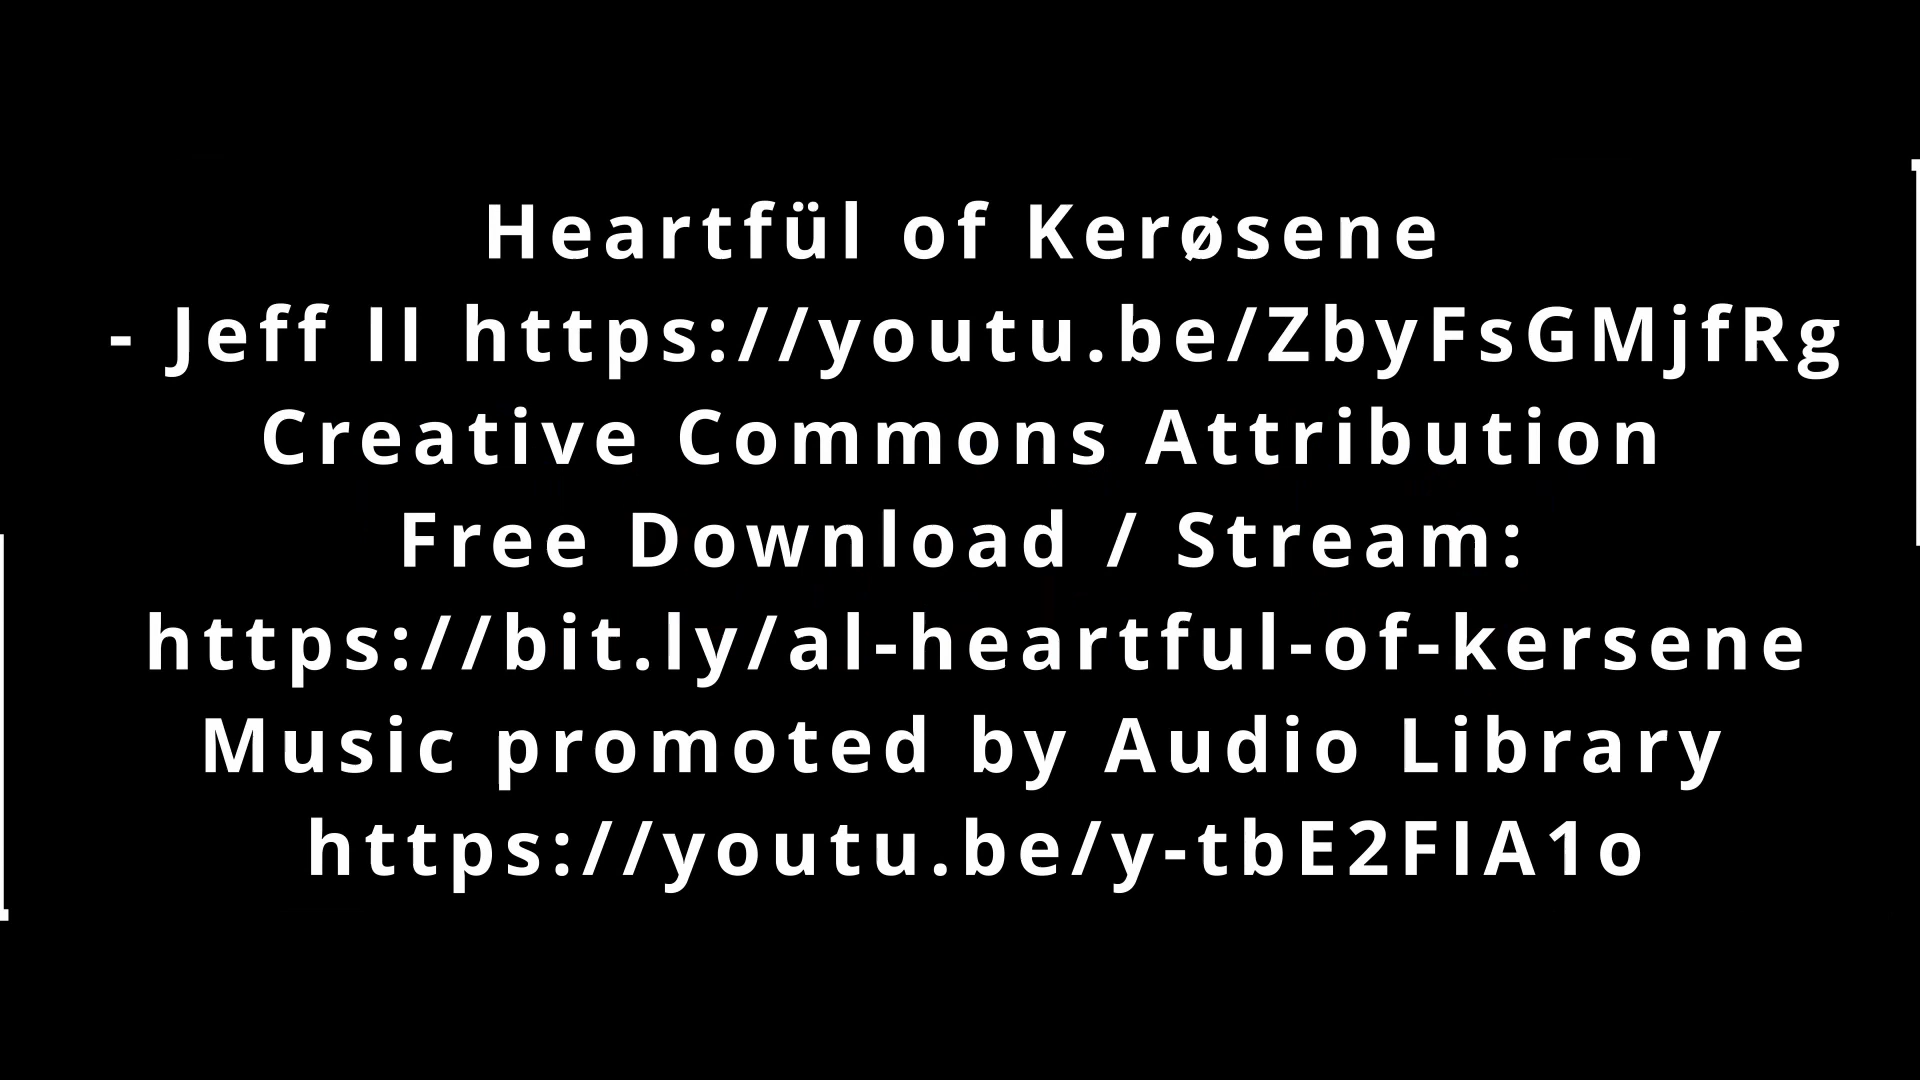 Heartfül of Kerøsene
- Jeff II https://youtu.be/ZbyFsGMjfRg
Creative Commons Attribution
Free Download / Stream:
https://bit.ly/al-heartful-of-kersene
Music promoted by Audio Library
https://youtu.be/y-tbE2FIA1o